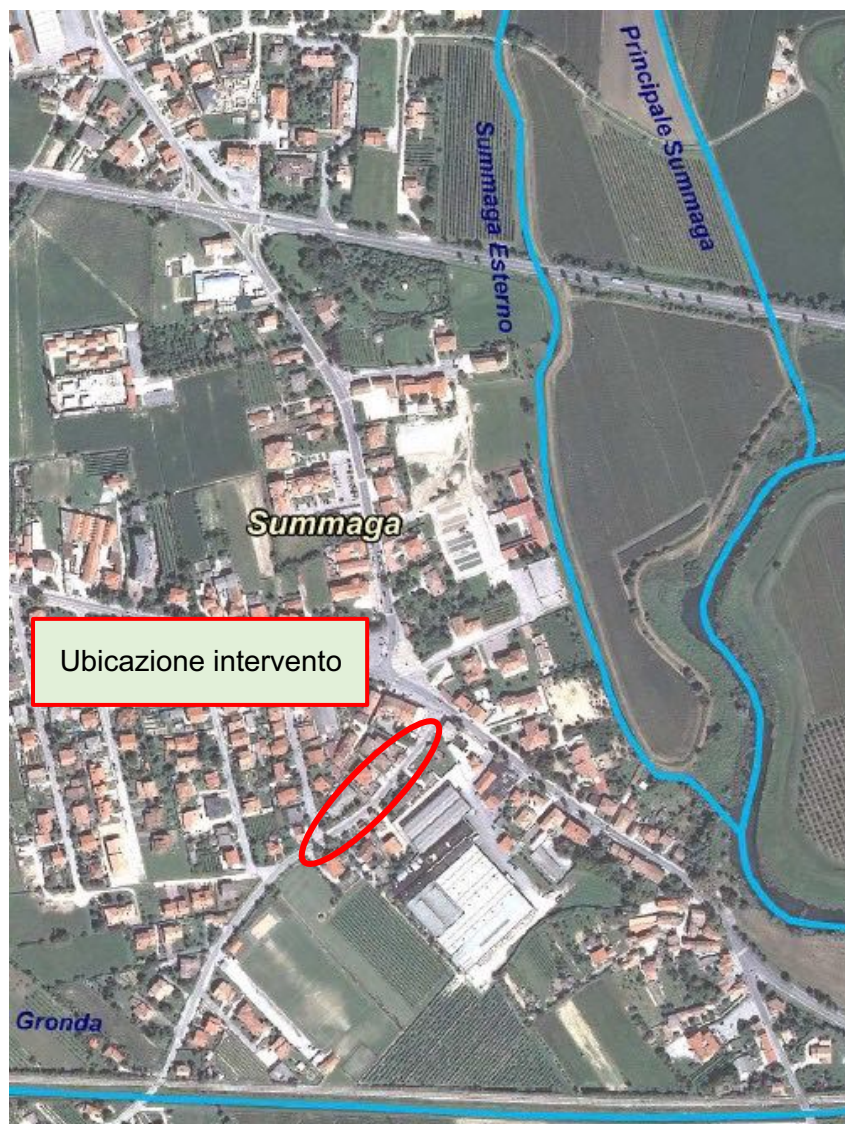 Principale Summaga
Summaga Esterno
Summaga
Ubicazione intervento
Gronda